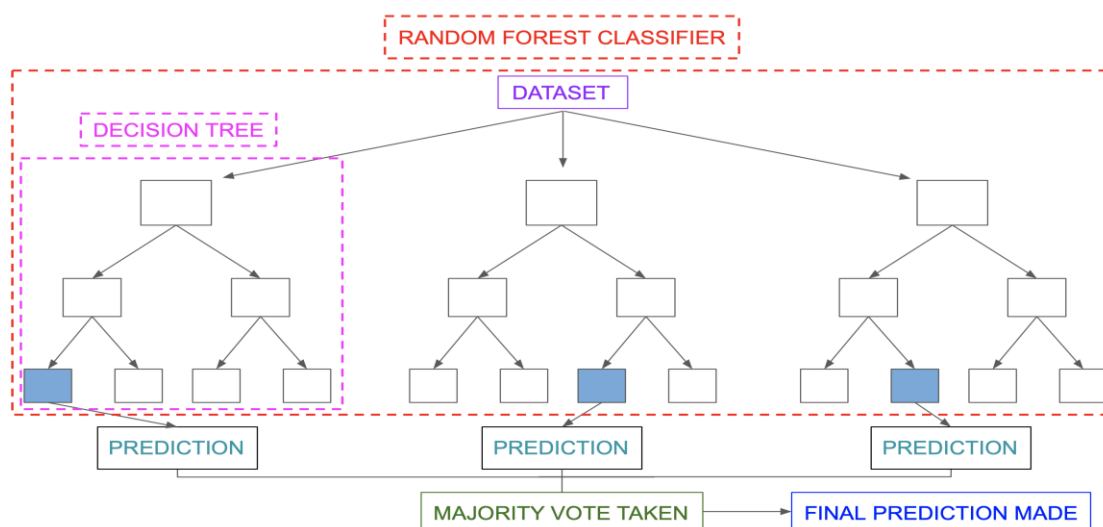 RANDOM FOREST CLASSIFIER
DATASET
DECISION TREE
PREDICTION
PREDICTION
PREDICTION
MAJORITY VOTE TAKEN
FINAL PREDICTION MADE